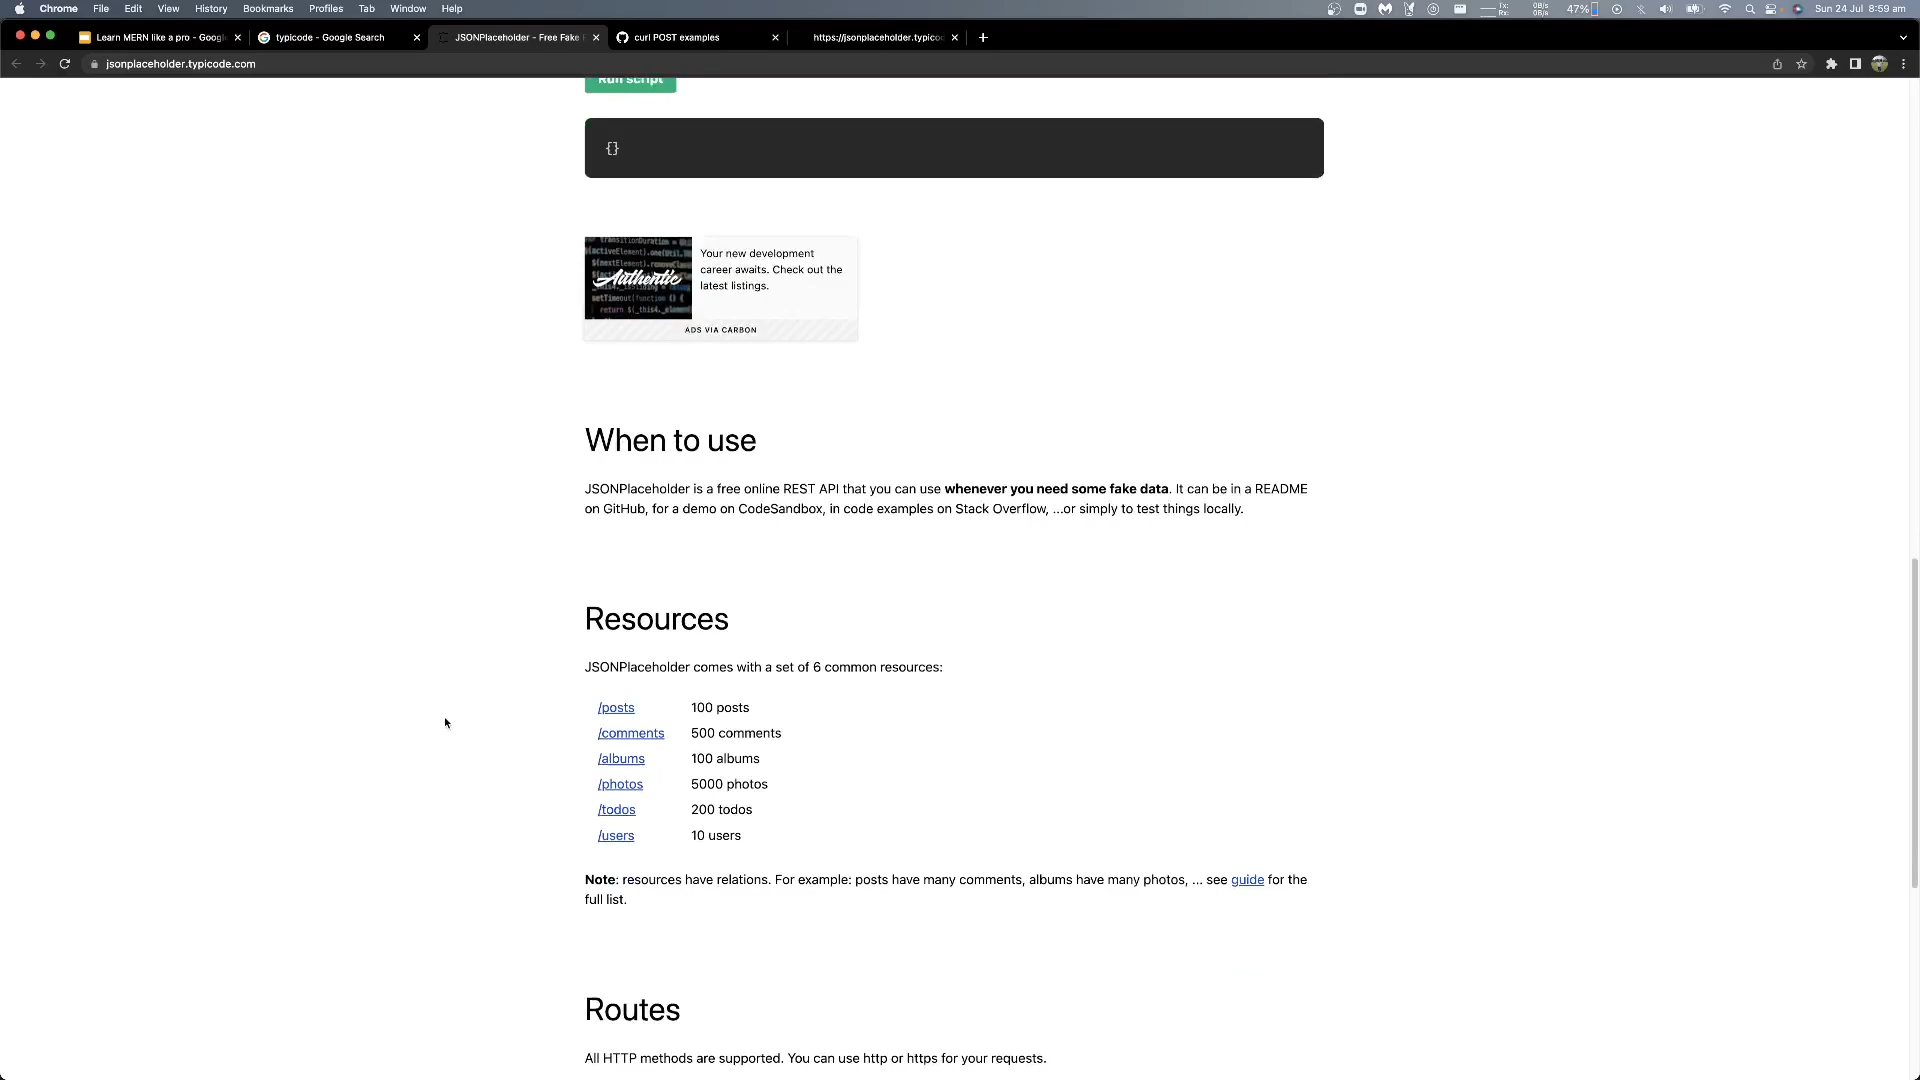 Chrome File Edit View History Bookmarks Profiles Tab Window Help
Tx:
Rx:
0B/s
0B/s
47%
Sun 24 Jul 8:59 am
Learn MERN like a pro - Googl
typicode - Google Search
JSONPlaceholder - Free Fake
curl POST examples
https://jsonplaceholder.typico
jsonplaceholder.typicode.com
Run script
{}
Authentic
Your new development
career awaits. Check out the
latest listings.
ADS VIA CARBON
When to use
JSONPlaceholder is a free online REST API that you can use whenever you need some fake data. It can be in a README
on GitHub, for a demo on CodeSandbox, in code examples on Stack Overflow, ...or simply to test things locally.
Resources
JSONPlaceholder comes with a set of 6 common resources:
/posts 100 posts
/comments 500 comments
/albums 100 albums
/photos 5000 photos
/todos 200 todos
/users 10 users
Note: resources have relations. For example: posts have many comments, albums have many photos, ... see guide for the
full list.
Routes
All HTTP methods are supported. You can use http or https for your requests.